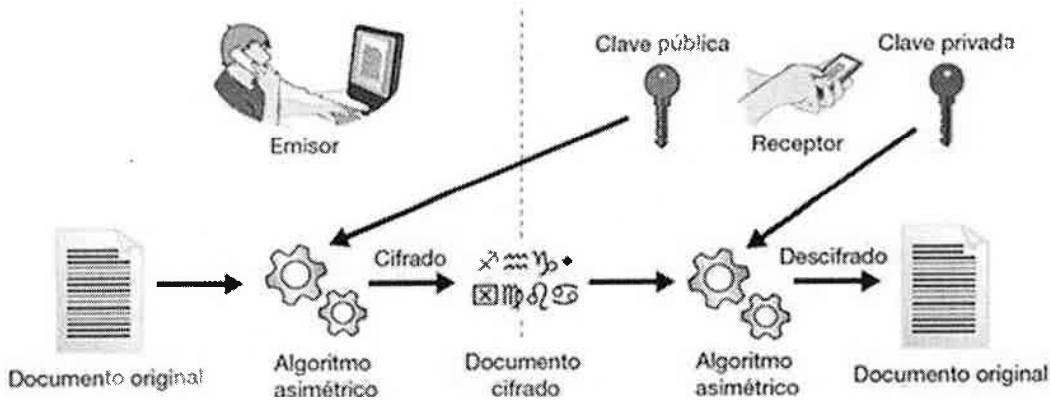 Clave pública
Clave privada
Emisor
Receptor
Cifrado
Descifrado
Documento original
Algoritmo
asimétrico
Documento
cifrado
Algoritmo
asimétrico
Documento original